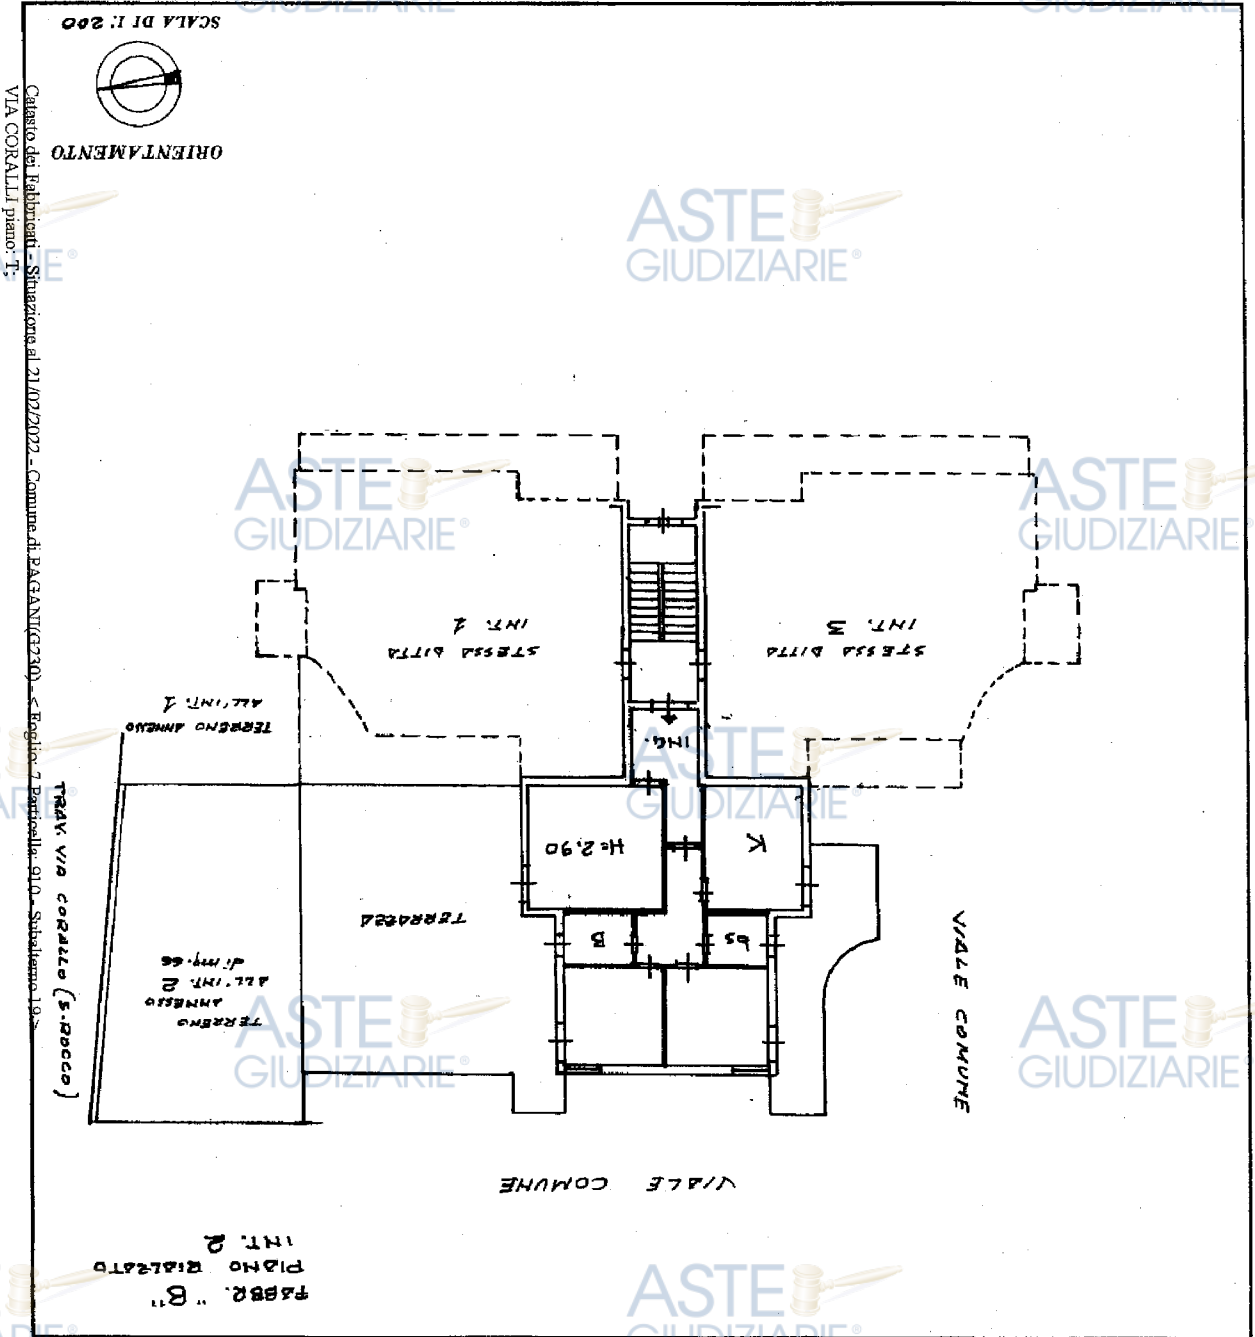 FABBR. "B"
PIANO RIALZATO
INT. 2
VIALE COMUNE
TERRENO
ANNESSO
ALL'INT. 2
di mq. 66
TERRAZZA
B
bs
H=2,90
K
ING.
TERRENO ANNESSO
ALL'INT. 1
STESSA DITTA
INT. 1
STESSA DITTA
INT. 3
VIALE COMUNE
TRAV. VIA CORALLO (S. ROCCO)
ORIENTAMENTO
SCALA DI 1: 200
Catasto dei Fabbricati - Situazione al 21/02/2022 - Comune di PAGANI(G230) - < Foglio: 7 Particella: 910 - Subalterno 19 >
VIA CORALLI piano: T;
ASTE
GIUDIZIARIE®